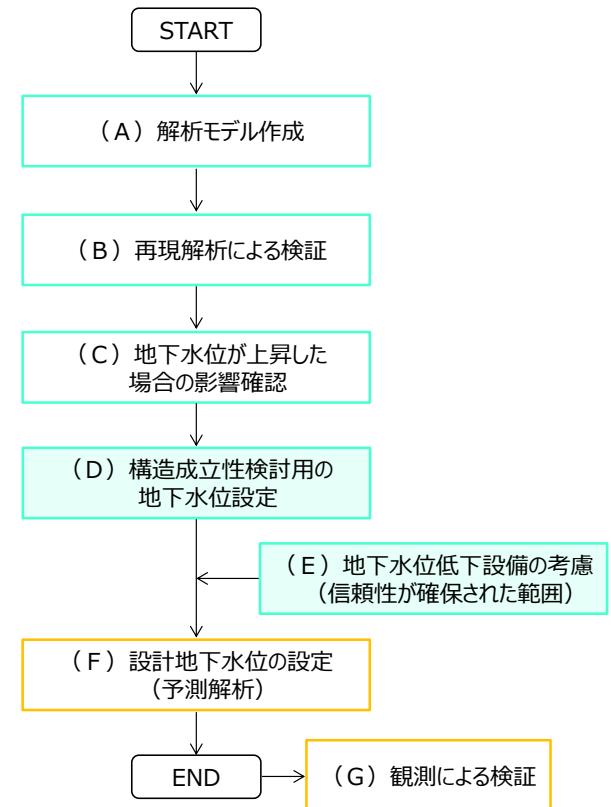 START
（A）解析モデル作成
（B）再現解析による検証
（C）地下水位が上昇した
場合の影響確認
（D）構造成立性検討用の
地下水位設定
（E）地下水位低下設備の考慮
（信頼性が確保された範囲）
（F）設計地下水位の設定
（予測解析）
END
（G）観測による検証